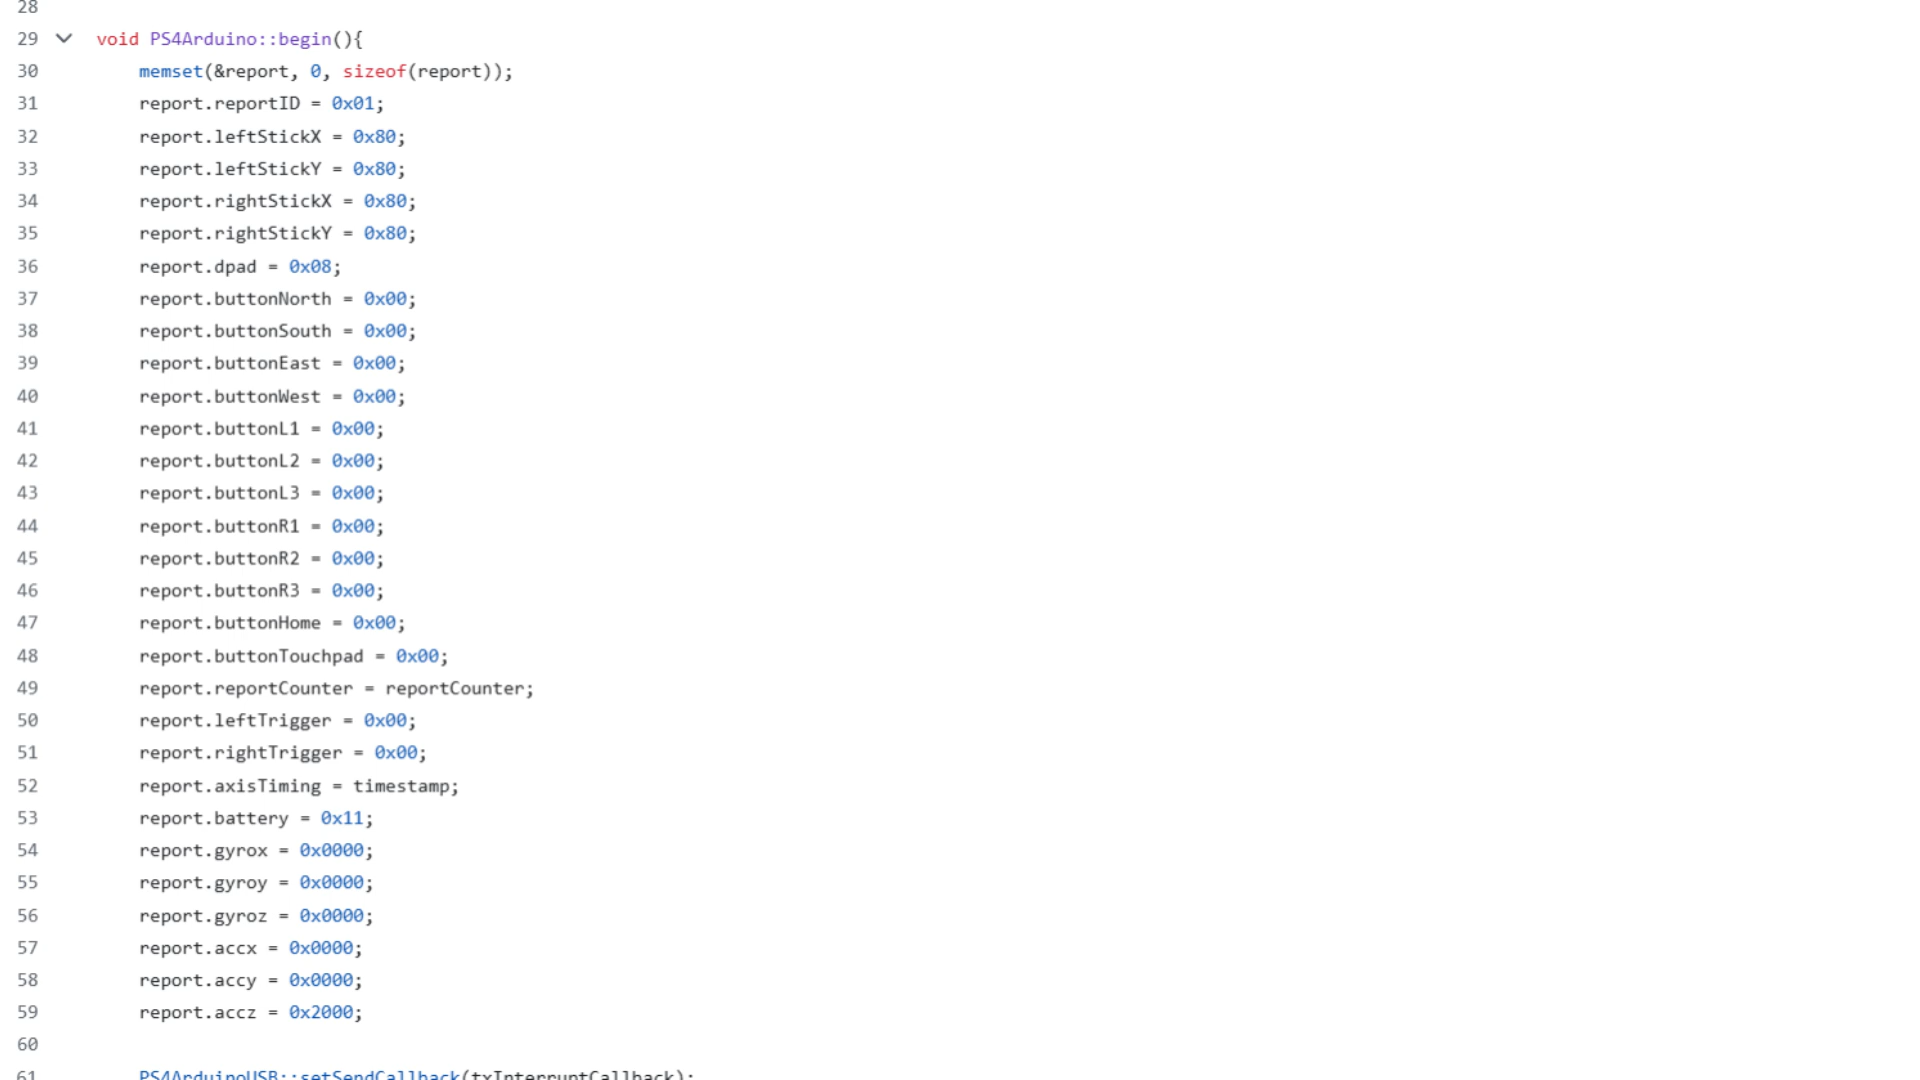 28
29 void PS4Arduino::begin(){
30 memset(&report, 0, sizeof(report));
31 report.reportID = 0x01;
32 report.leftStickX = 0x80;
33 report.leftStickY = 0x80;
34 report.rightStickX = 0x80;
35 report.rightStickY = 0x80;
36 report.dpad = 0x08;
37 report.buttonNorth = 0x00;
38 report.buttonSouth = 0x00;
39 report.buttonEast = 0x00;
40 report.buttonWest = 0x00;
41 report.buttonL1 = 0x00;
42 report.buttonL2 = 0x00;
43 report.buttonL3 = 0x00;
44 report.buttonR1 = 0x00;
45 report.buttonR2 = 0x00;
46 report.buttonR3 = 0x00;
47 report.buttonHome = 0x00;
48 report.buttonTouchpad = 0x00;
49 report.reportCounter = reportCounter;
50 report.leftTrigger = 0x00;
51 report.rightTrigger = 0x00;
52 report.axisTiming = timestamp;
53 report.battery = 0x11;
54 report.gyrox = 0x0000;
55 report.gyroy = 0x0000;
56 report.gyroz = 0x0000;
57 report.accx = 0x0000;
58 report.accy = 0x0000;
59 report.accz = 0x2000;
60
61 PS4ArduinoUSB::setSendCallback(txInterruptCallback);